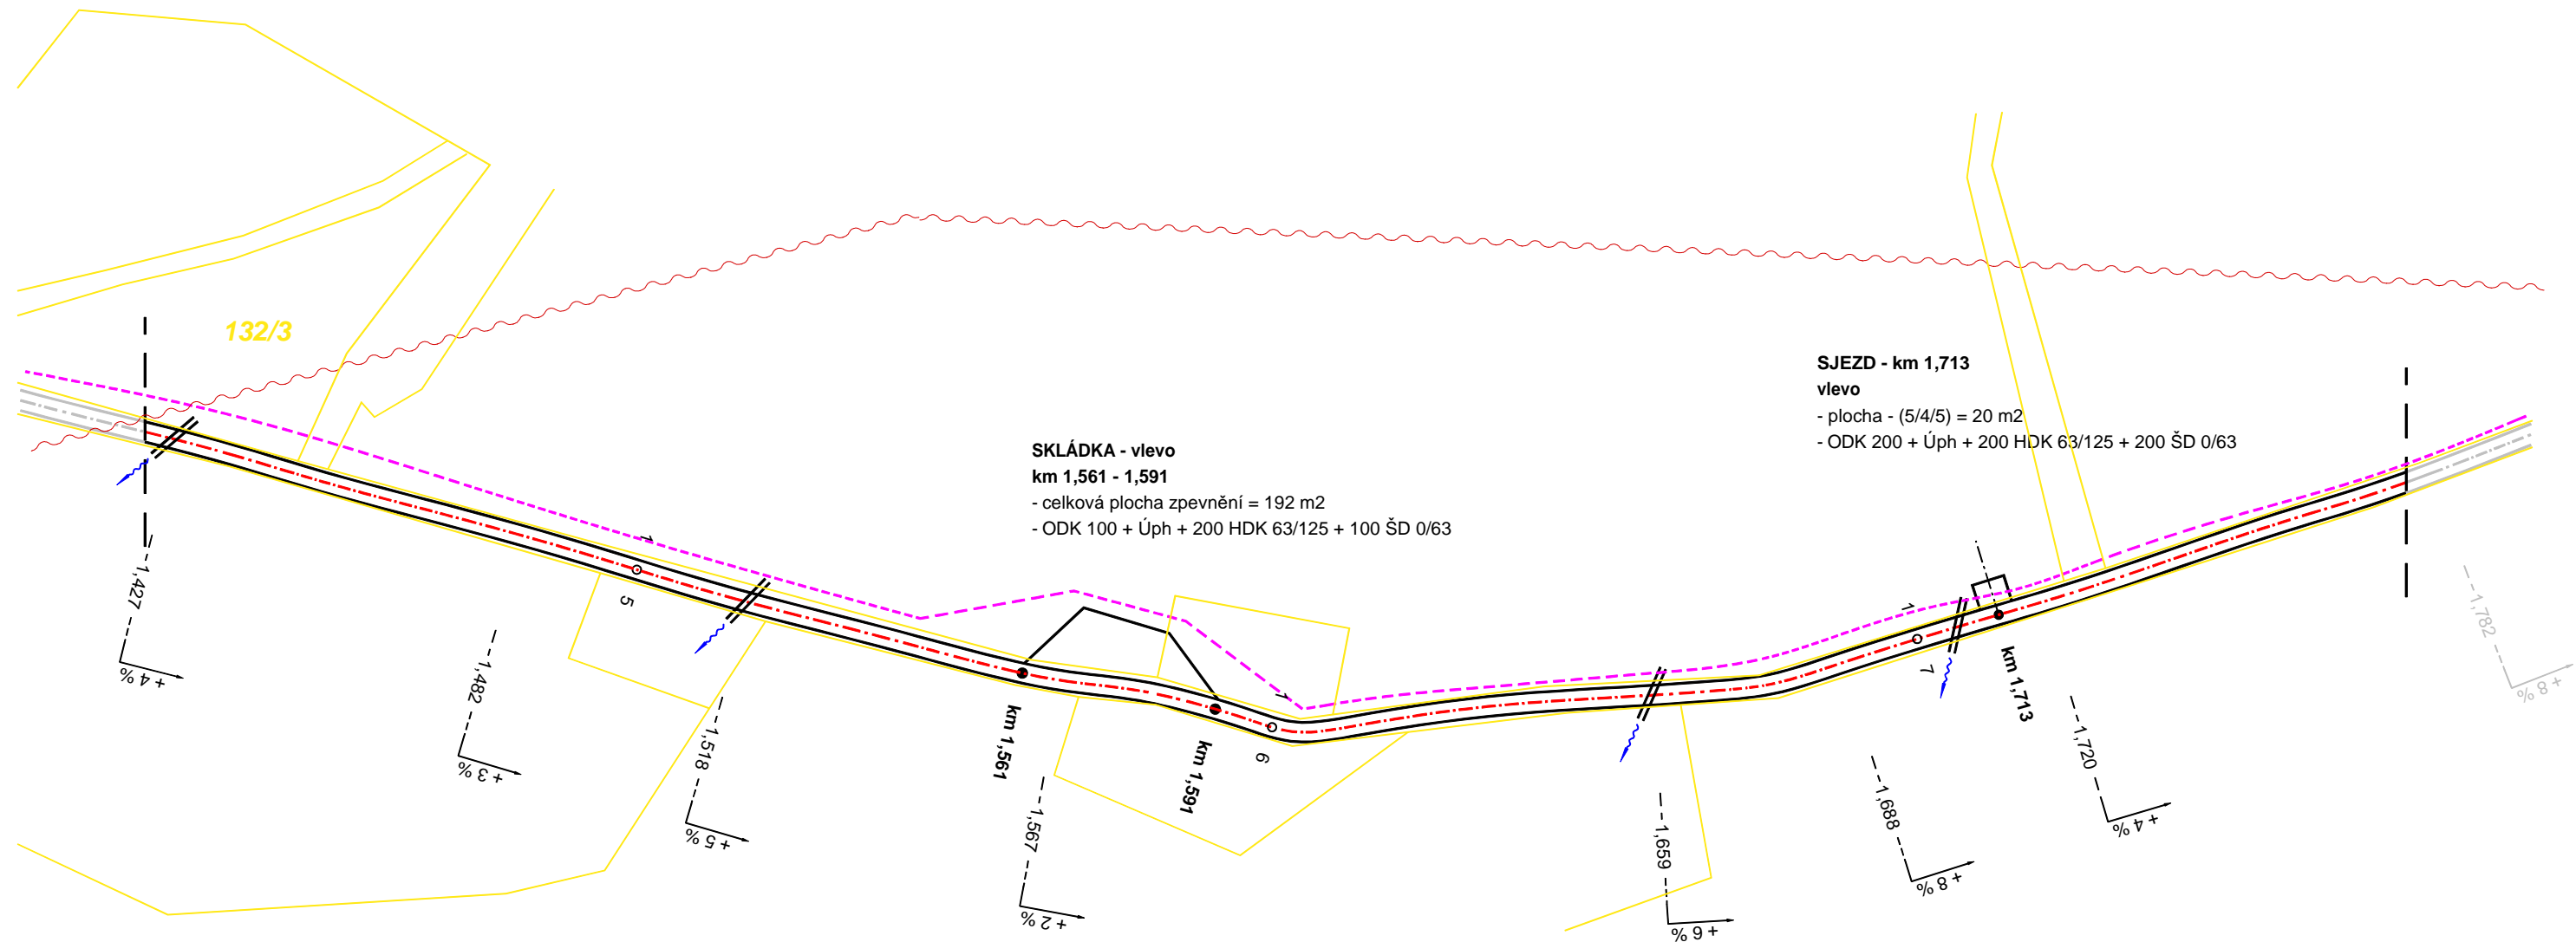 132/3
SJEZD - km 1,713
vlevo
- plocha - (5/4/5) = 20 m2
- ODK 200 + Úph + 200 HDK 63/125 + 200 ŠD 0/63
SKLÁDKA - vlevo
km 1,561 - 1,591
- celková plocha zpevnění = 192 m2
- ODK 100 + Úph + 200 HDK 63/125 + 100 ŠD 0/63
1
5
1
6
1
7
km 1,561
km 1,591
km 1,713
1,427
+ 4 %
1,482
+ 3 %
1,518
+ 5 %
1,567
+ 2 %
1,659
+ 6 %
1,688
+ 8 %
1,720
+ 4 %
1,782
+ 8 %